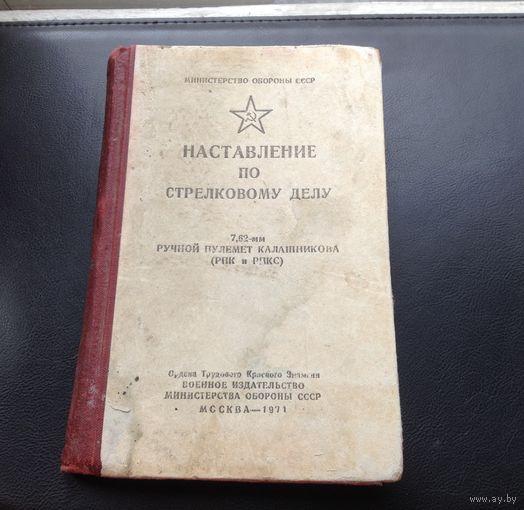 МИНИСТЕРСТВО ОБОРОНЫ СССР
НАСТАВЛЕНИЕ
ПО
СТРЕЛКОВОМУ ДЕЛУ
7,62-мм
РУЧНОЙ ПУЛЕМЕТ КАЛАШНИКОВА
(РПК и РПКС)
Ордена Трудового Красного Знамени
ВОЕННОЕ ИЗДАТЕЛЬСТВО
МИНИСТЕРСТВА ОБОРОНЫ СССР
МОСКВА—1971
www.ay.by